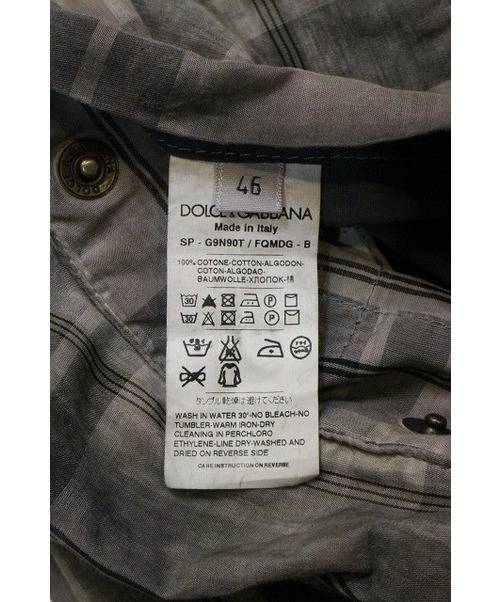 46
DOLCE&GABBANA
Made in Italy
SP - G9N90T / FQMDG - B
100% COTONE-COTTON-ALGODON-
COTON-ALGODAO-
BAUMWOLLE-ХЛОПОК-棉
30 P
30 P
タンブル乾燥は避けてください
WASH IN WATER 30°-NO BLEACH-NO
TUMBLER-WARM IRON-DRY
CLEANING IN PERCHLORO
ETHYLENE-LINE DRY-WASHED AND
DRIED ON REVERSE SIDE
CARE INSTRUCTION ON REVERSE
DOLCE